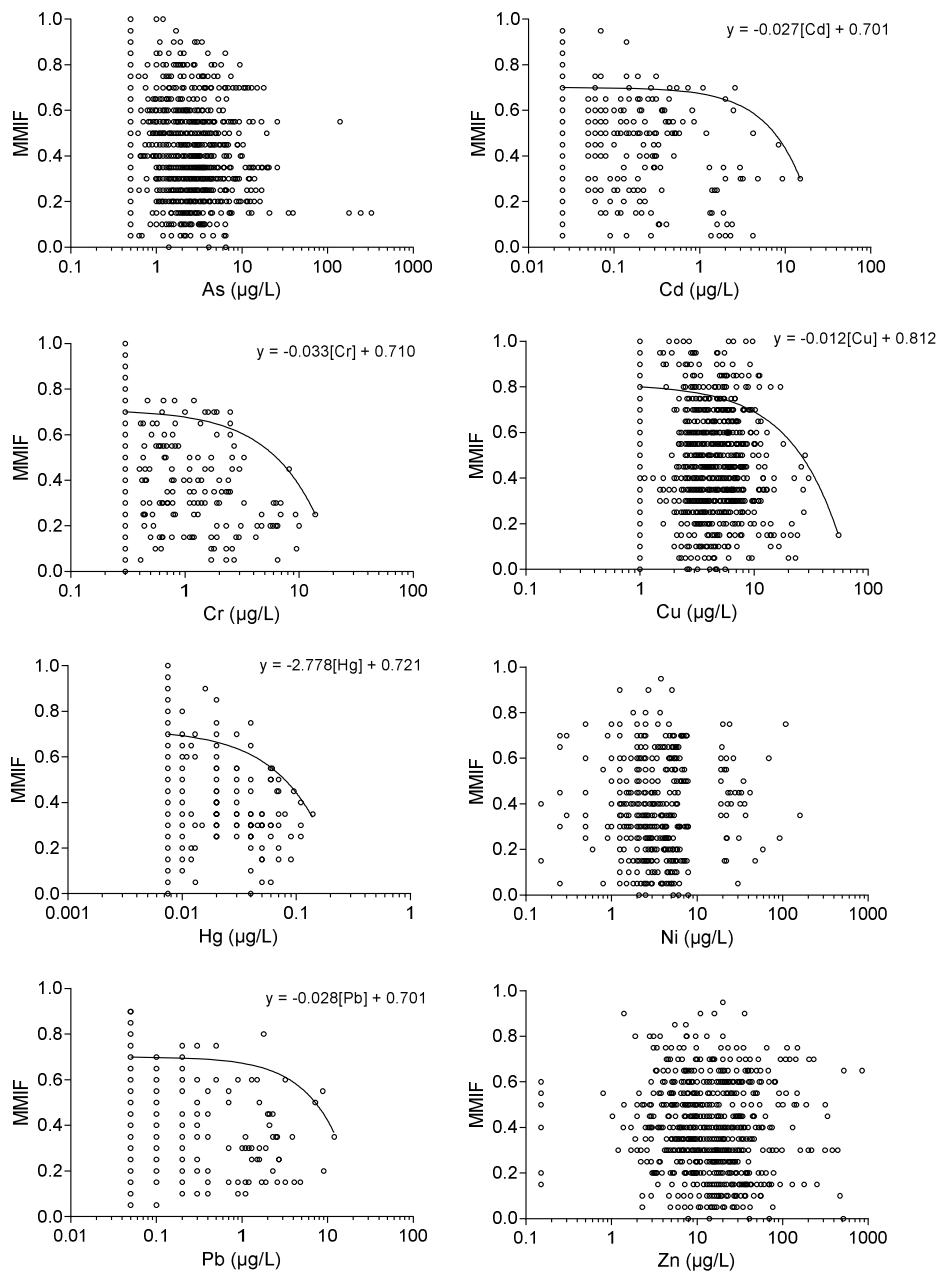 1.0
0.8
0.6
0.4
0.2
0.0
MMIF
0.1 1 10 100 1000
As (µg/L)
y = -0.027[Cd] + 0.701
1.0
0.8
0.6
0.4
0.2
0.0
MMIF
0.01 0.1 1 10 100
Cd (µg/L)
y = -0.033[Cr] + 0.710
1.0
0.8
0.6
0.4
0.2
0.0
MMIF
0.1 1 10 100
Cr (µg/L)
y = -0.012[Cu] + 0.812
1.0
0.8
0.6
0.4
0.2
0.0
MMIF
0.1 1 10 100
Cu (µg/L)
y = -2.778[Hg] + 0.721
1.0
0.8
0.6
0.4
0.2
0.0
MMIF
0.001 0.01 0.1 1
Hg (µg/L)
1.0
0.8
0.6
0.4
0.2
0.0
MMIF
0.1 1 10 100 1000
Ni (µg/L)
y = -0.028[Pb] + 0.701
1.0
0.8
0.6
0.4
0.2
0.0
MMIF
0.01 0.1 1 10 100
Pb (µg/L)
1.0
0.8
0.6
0.4
0.2
0.0
MMIF
0.1 1 10 100 1000
Zn (µg/L)